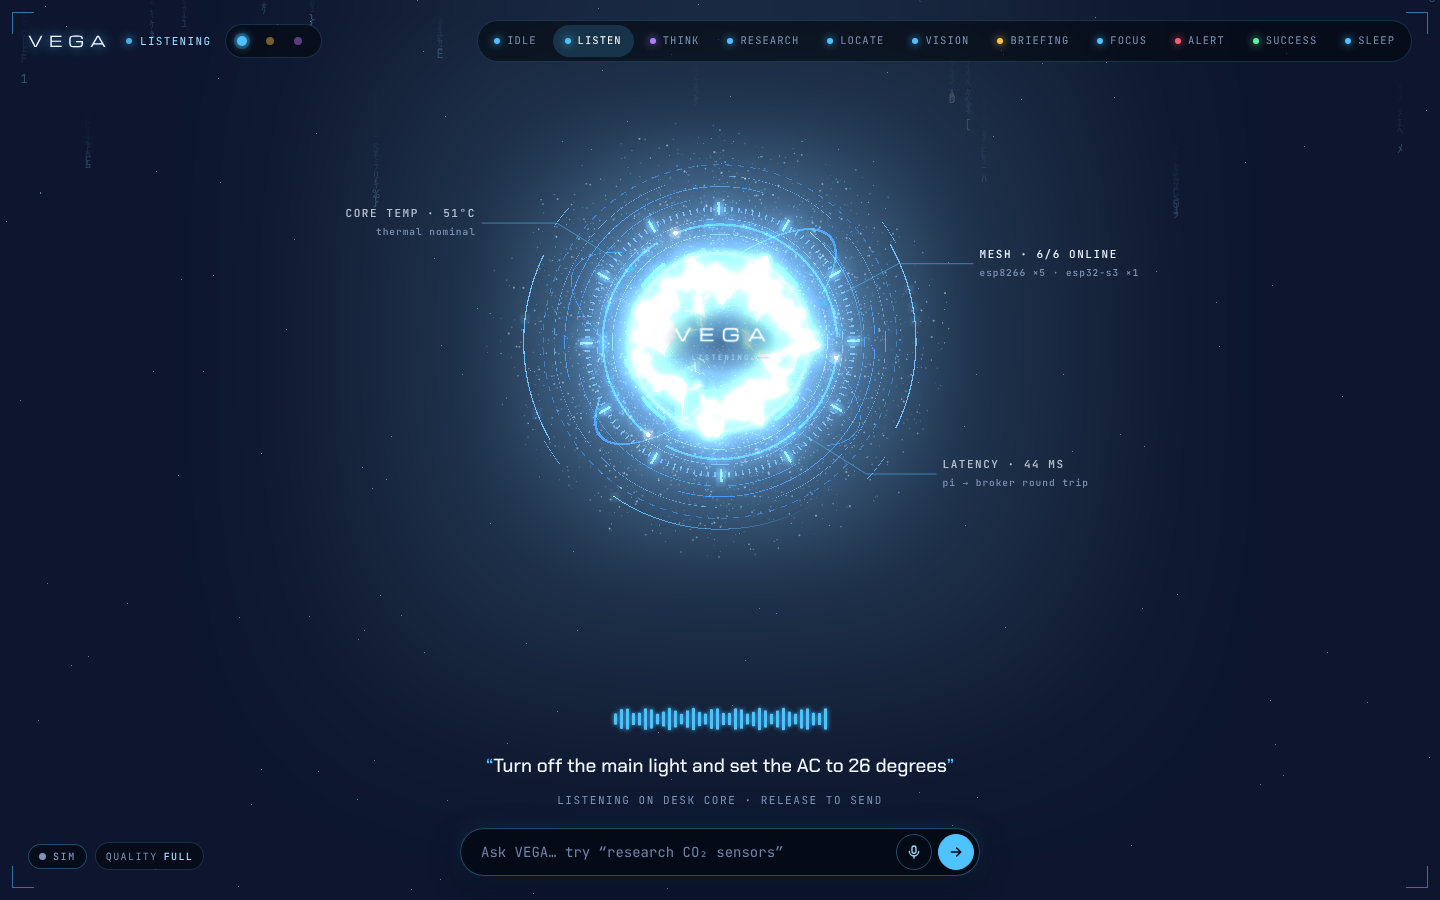 VEGA
LISTENING
IDLE
LISTEN
THINK
RESEARCH
LOCATE
VISION
BRIEFING
FOCUS
ALERT
SUCCESS
SLEEP
CORE TEMP · 51°C
thermal nominal
MESH · 6/6 ONLINE
esp8266 ×5 · esp32-s3 ×1
VEGA
LISTENING
LATENCY · 44 MS
pi → broker round trip
“Turn off the main light and set the AC to 26 degrees”
LISTENING ON DESK CORE · RELEASE TO SEND
Ask VEGA… try “research CO₂ sensors”
SIM
QUALITY FULL